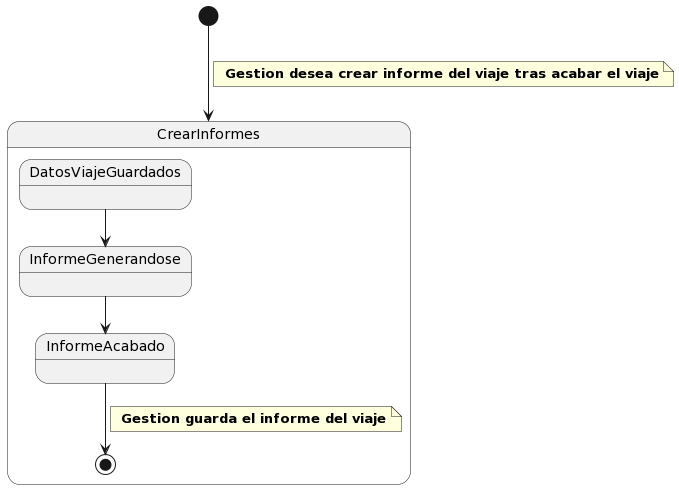 Gestion desea crear informe del viaje tras acabar el viaje
CrearInformes
DatosViajeGuardados
InformeGenerandose
InformeAcabado
Gestion guarda el informe del viaje